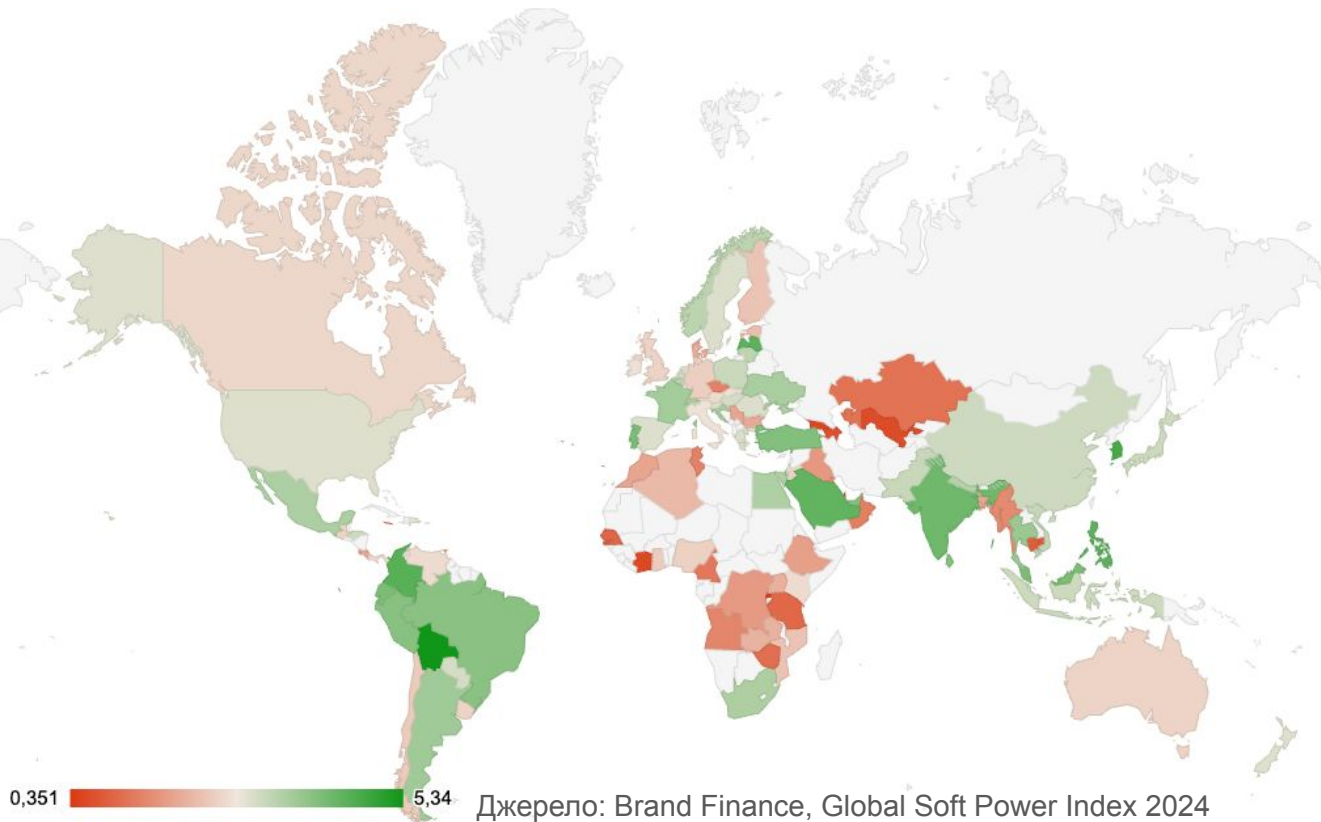 0,351 5,34 Джерело: Brand Finance, Global Soft Power Index 2024